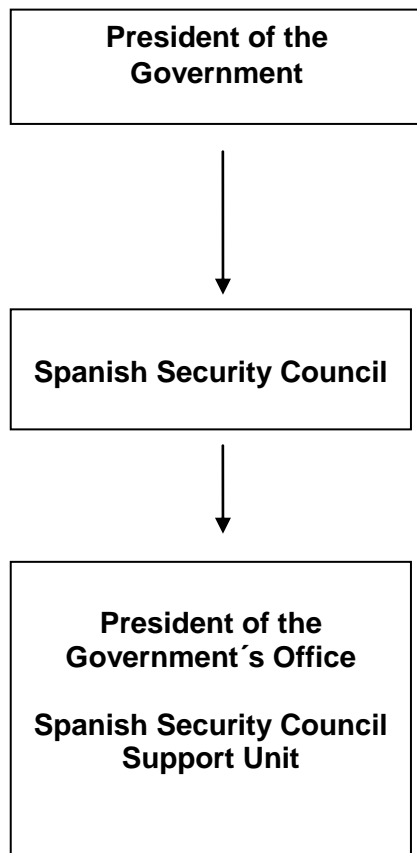 President of the
Government
Spanish Security Council
President of the
Government´s Office
Spanish Security Council
Support Unit